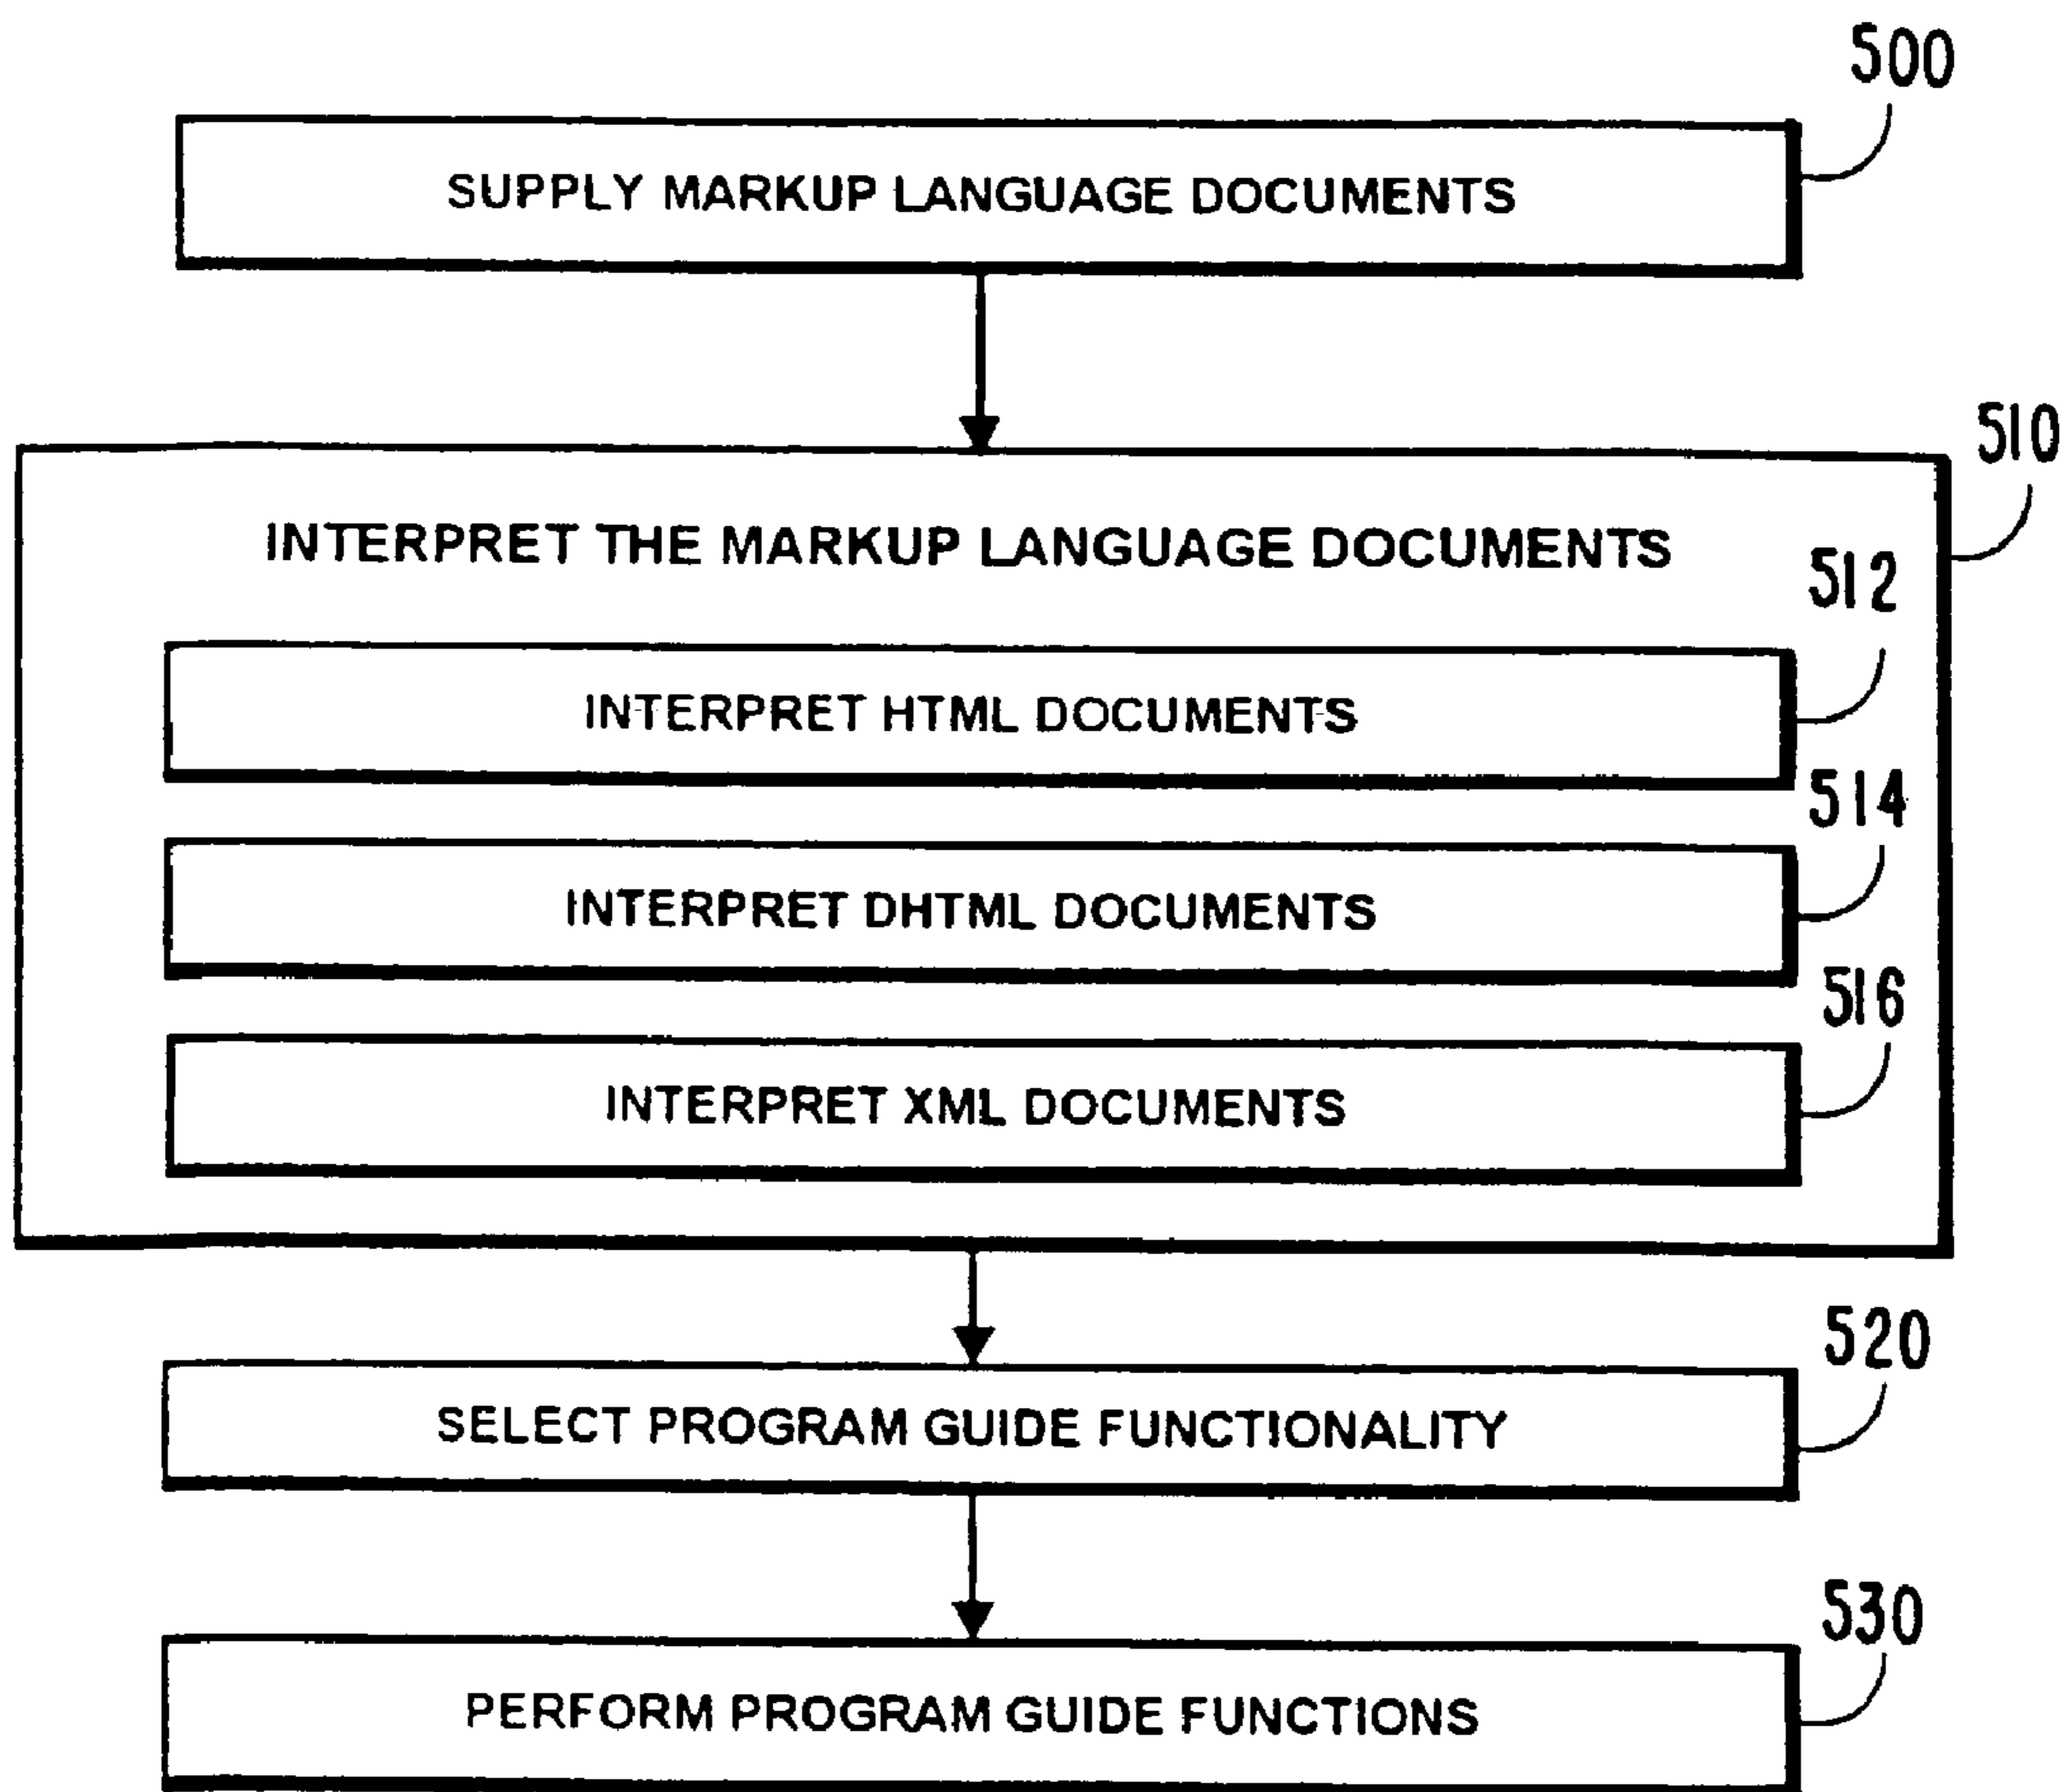 500
SUPPLY MARKUP LANGUAGE DOCUMENTS
510
INTERPRET THE MARKUP LANGUAGE DOCUMENTS
512
INTERPRET HTML DOCUMENTS
514
INTERPRET DHTML DOCUMENTS
516
INTERPRET XML DOCUMENTS
520
SELECT PROGRAM GUIDE FUNCTIONALITY
530
PERFORM PROGRAM GUIDE FUNCTIONS